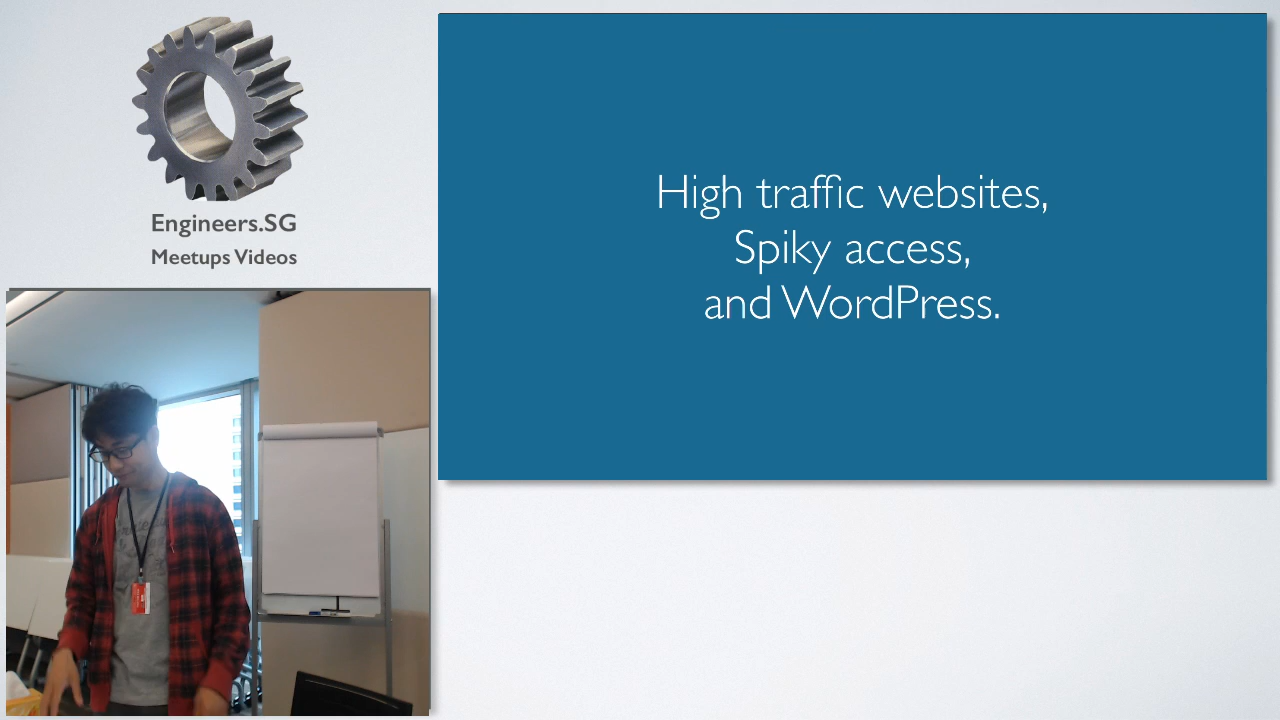 Engineers.SG
Meetups Videos
High traffic websites,
Spiky access,
and WordPress.